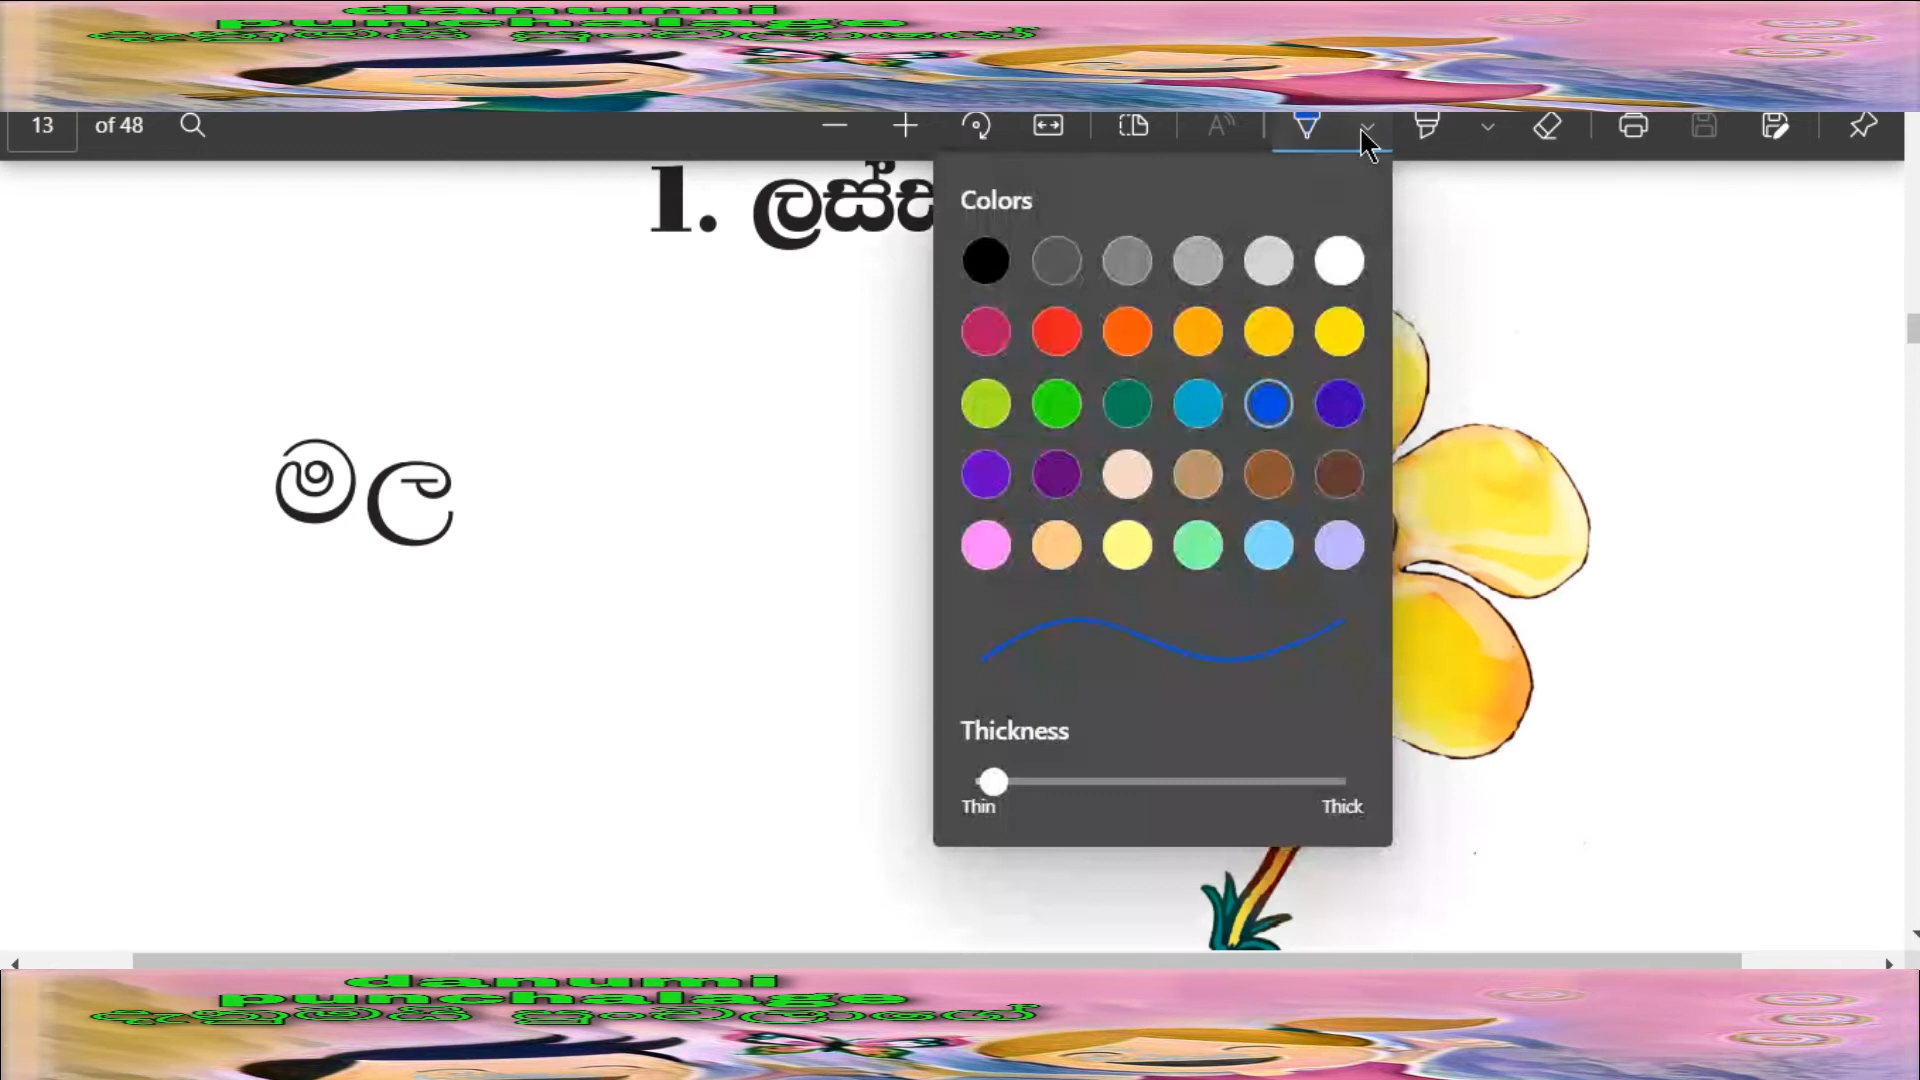 danumi
punchalage
13 of 48
1. ලස්ස
Colors
මල
Thickness
Thin Thick
danumi
punchalage